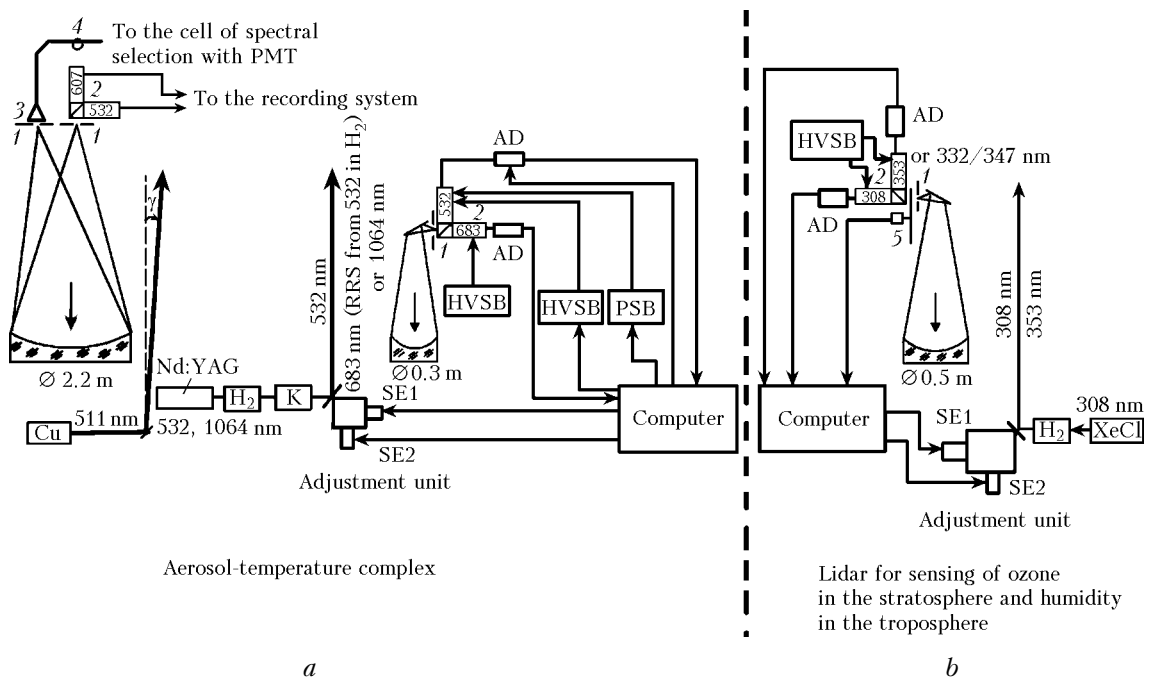 4
To the cell of spectral
selection with PMT
607
2
532
To the recording system
3
1
1
Ø 2.2 m
Cu
511 nm
Nd:YAG
H₂
K
532, 1064 nm
532 nm
683 nm (RRS from 532 in H₂)
or 1064 nm
AD
532
2
683
1
AD
HVSB
HVSB
PSB
Ø 0.3 m
SE1
SE2
Computer
Adjustment unit
Aerosol-temperature complex
a
AD
HVSB
353
or 332/347 nm
2
1
308
AD
5
308 nm
353 nm
Ø 0.5 m
Computer
SE1
SE2
308 nm
H₂
XeCl
Adjustment unit
Lidar for sensing of ozone
in the stratosphere and humidity
in the troposphere
b